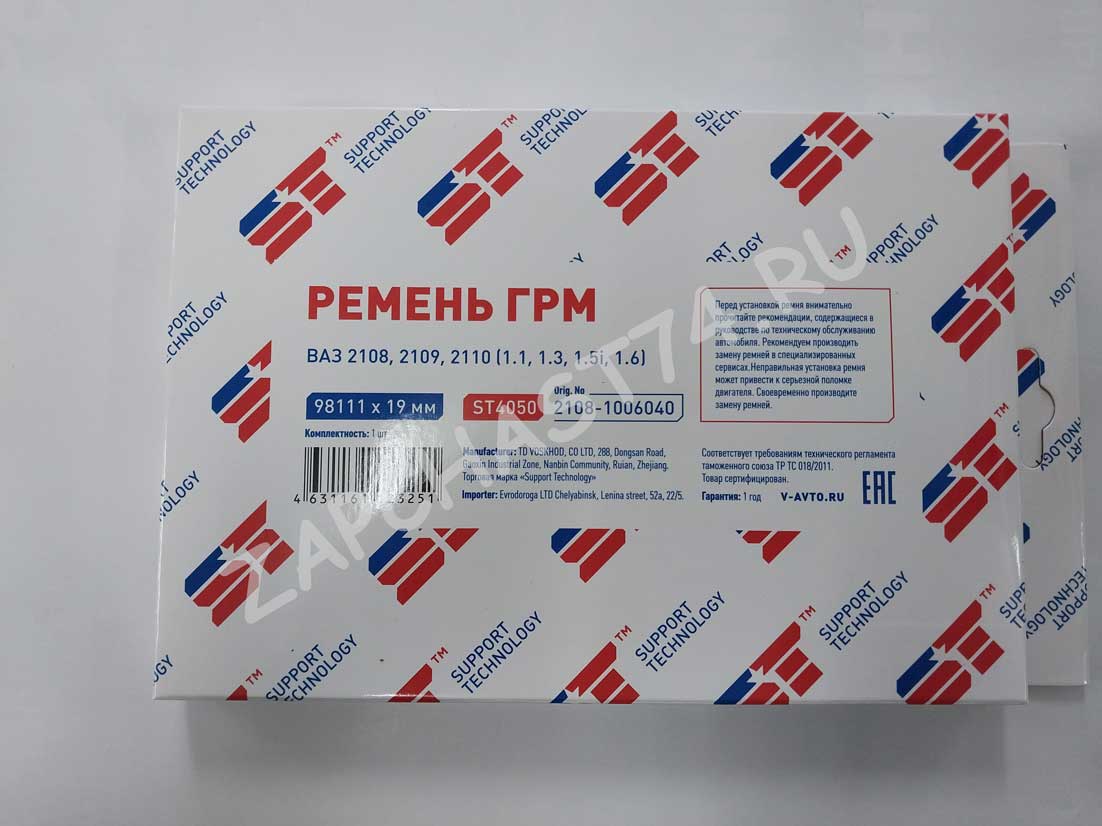 SUPPORT
TECHNOLOGY
РЕМЕНЬ ГРМ
ВАЗ 2108, 2109, 2110 (1.1, 1.3, 1.5i, 1.6)
98111 x 19 мм
ST4050
Orig. No
2108-1006040
Комплектность: 1 шт
Manufacturer: TD VOSKHOD, CO LTD, 288, Dongsan Road,
Gaoxin Industrial Zone, Nanbin Community, Ruian, Zhejiang.
Торговая марка «Support Technology»
Importer: Evrodoroga LTD Chelyabinsk, Lenina street, 52a, 22/5.
Перед установкой ремня внимательно
прочитайте рекомендации, содержащиеся в
руководстве по техническому обслуживанию
автомобиля. Рекомендуем производить
замену ремней в специализированных
сервисах.Неправильная установка ремня
может привести к серьезной поломке
двигателя. Своевременно производите
замену ремней.
Соответствует требованиям технического регламента
таможенного союза ТР ТС 018/2011.
Товар сертифицирован.
Гарантия: 1 год
V-AVTO.RU
EAC
ZAPCHAST74.RU
SUPPORT
TECHNOLOGY